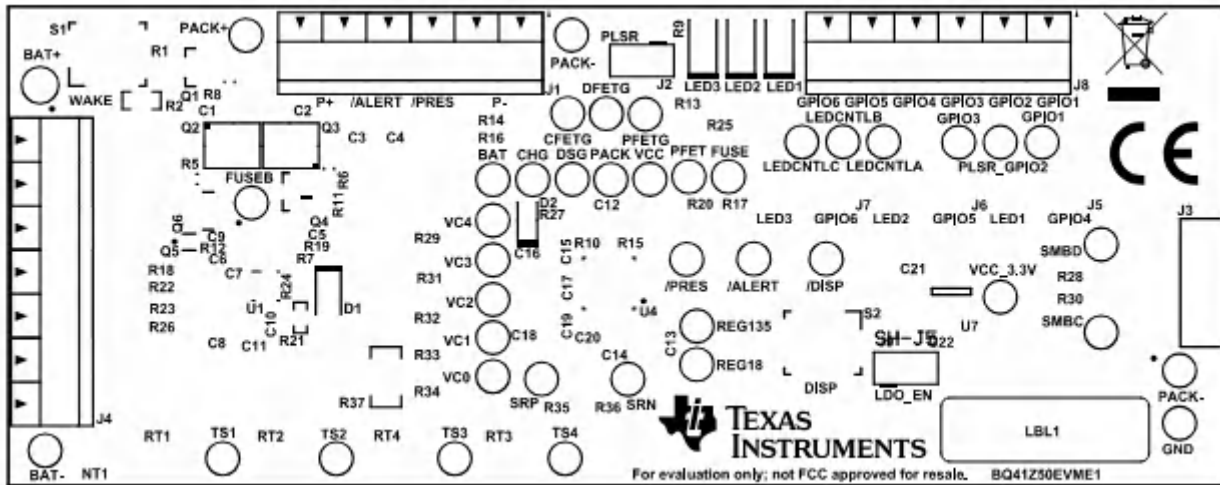 S1
PACK+
R1
BAT+
WAKE
R2
Q1
R8
C1
C2
Q2
Q3
R5
R6
FUSEB
R11
P+
/ALERT
/PRES
P-
J1
C3
C4
R14
R16
PACK-
PLSR
J2
R9
LED3
LED2
LED1
DFETG
CFETG
PFETG
R13
R25
J8
GPIO6
GPIO5
GPIO4
GPIO3
GPIO2
GPIO1
LEDCNTLB
LEDCNTLC
LEDCNTLA
GPIO3
GPIO1
PLSR_GPIO2
BAT
CHG
DSG
PACK
VCC
PFET
FUSE
D2
R27
C12
R20
R17
C16
Q6
Q5
C9
R12
C6
Q4
C5
R19
R7
R18
R22
R23
R26
C7
U1
R24
C10
R21
C8
C11
D1
R29
R31
R32
R33
R34
R37
VC4
VC3
VC2
VC1
VC0
C15
R10
R15
C17
C19
C20
U4
C18
C14
SRP
R35
R36
SRN
LED3
J7
GPIO6
LED2
GPIO5
J6
LED1
GPIO4
J5
J3
/PRES
/ALERT
/DISP
SMBD
R28
R30
SMBC
C21
VCC_3.3V
U7
C13
REG135
REG18
S2
DISP
SH-J5
LDO_EN
PACK-
GND
LBL1
J4
BAT-
NT1
RT1
TS1
RT2
TS2
RT4
TS3
RT3
TS4
ti
TEXAS
INSTRUMENTS
CE
For evaluation only; not FCC approved for resale.
BQ41Z50EVME1